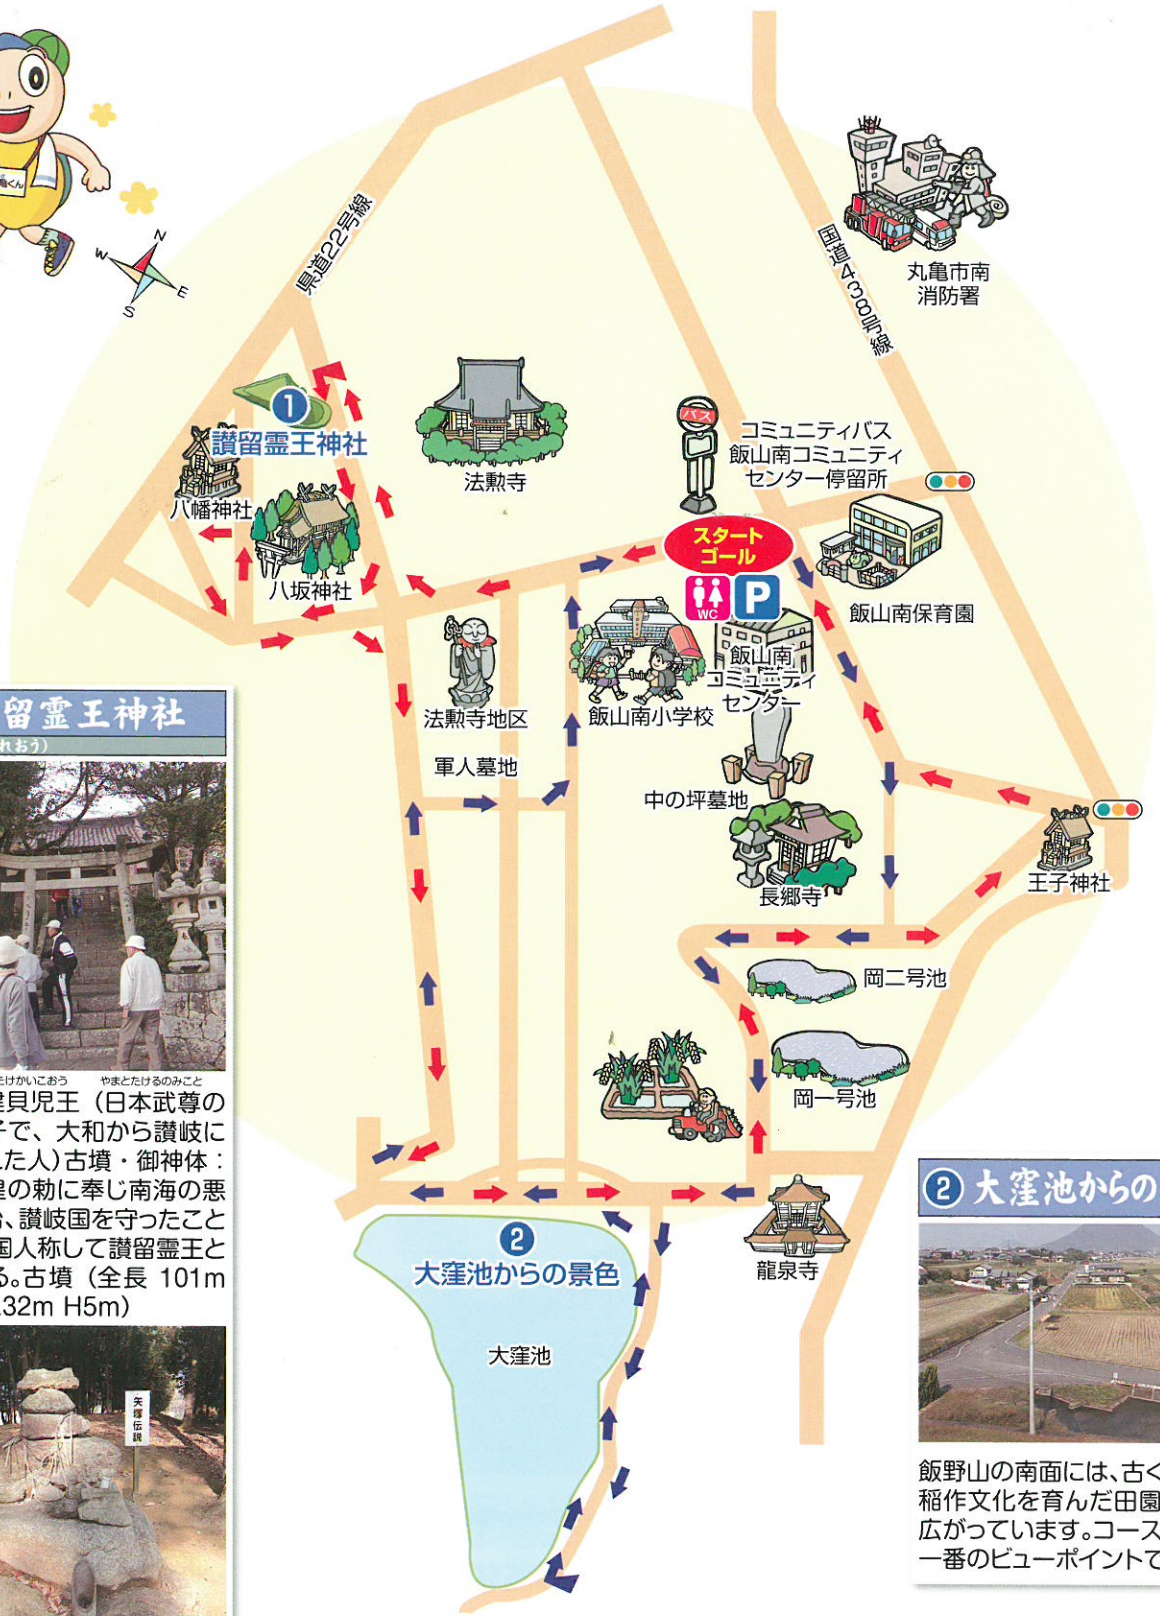 亀くん
N
W
E
S
県道22号線
国道438号線
丸亀市南
消防署
1
讃留霊王神社
八幡神社
八坂神社
法勲寺
バス
コミュニティバス
飯山南コミュニティ
センター停留所
スタート
ゴール
WC
P
飯山南保育園
飯山南
コミュニティ
センター
飯山南小学校
法勲寺地区
軍人墓地
中の坪墓地
長郷寺
王子神社
岡二号池
岡一号池
龍泉寺
2
大窪池からの景色
大窪池
留霊王神社
れおう)
たけかいこおう やまとたけるのみこと
建貝児王（日本武尊の
子で、大和から讃岐に
れた人）古墳・御神体：
皇の勅に奉じ南海の悪
治、讃岐国を守ったこと
国人称して讃留霊王と
る。古墳（全長 101m
.32m H5m）
矢塚伝説
2 大窪池からの
飯野山の南面には、古く
稲作文化を育んだ田園
広がっています。コース
一番のビューポイントで